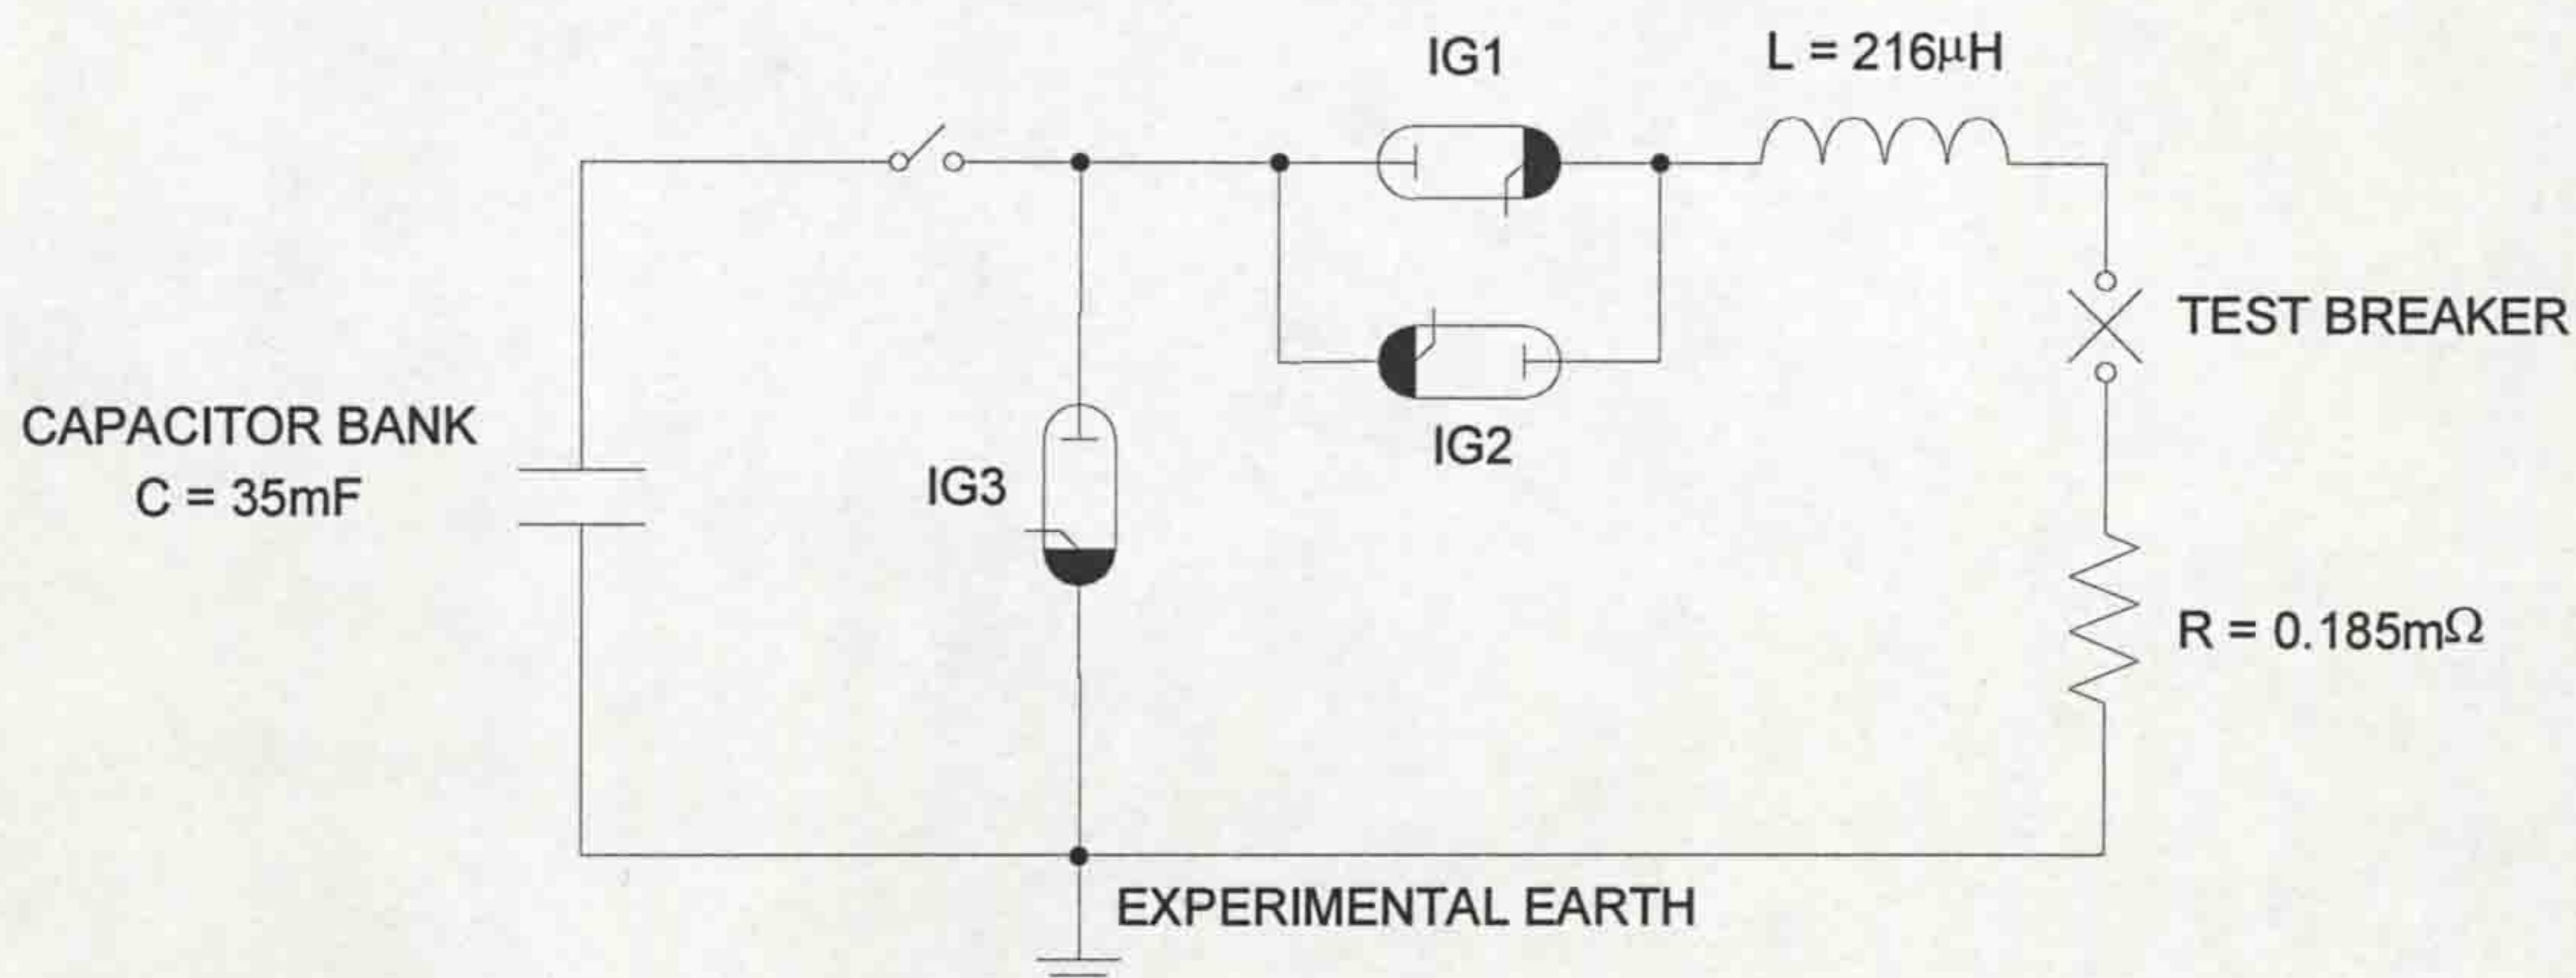 IG1
L = 216μH
TEST BREAKER
CAPACITOR BANK
C = 35mF
IG3
IG2
R = 0.185mΩ
EXPERIMENTAL EARTH